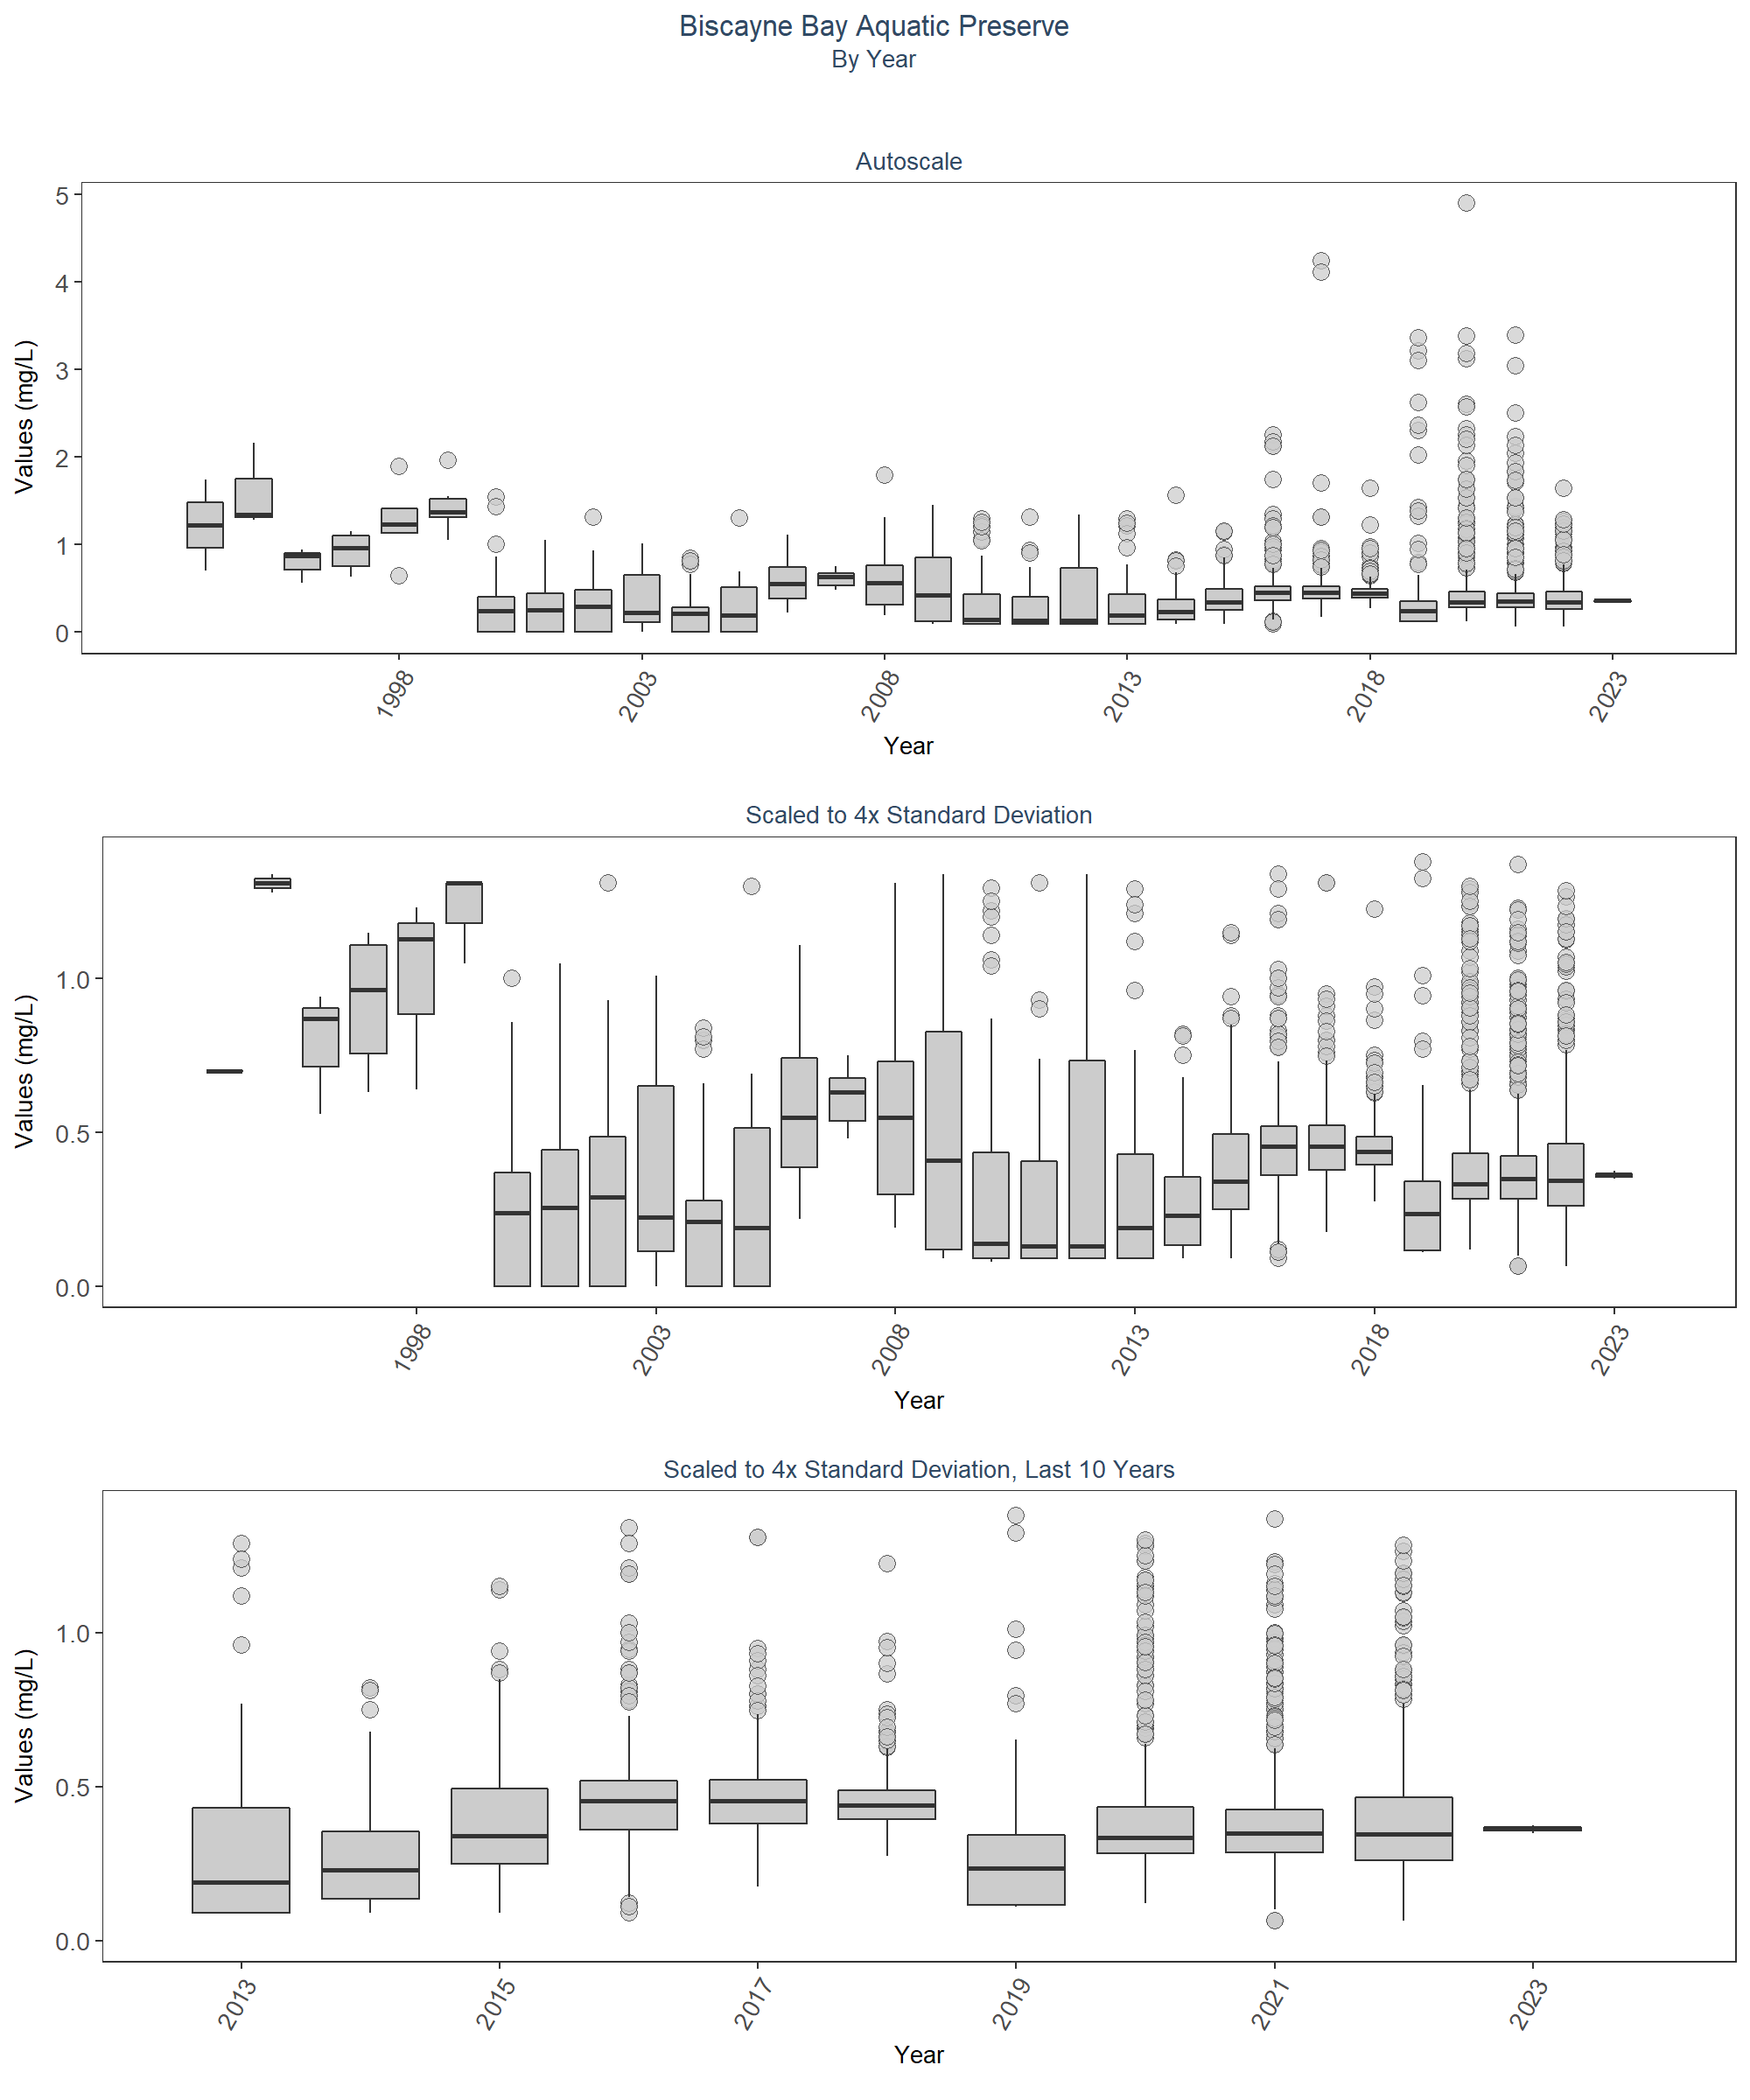 Biscayne Bay Aquatic Preserve
By Year
Autoscale
Values (mg/L)
5
4
3
2
1
0
1998
2003
2008
2013
2018
2023
Year
Scaled to 4x Standard Deviation
Values (mg/L)
1.0
0.5
0.0
1998
2003
2008
2013
2018
2023
Year
Scaled to 4x Standard Deviation, Last 10 Years
Values (mg/L)
1.0
0.5
0.0
2013
2015
2017
2019
2021
2023
Year